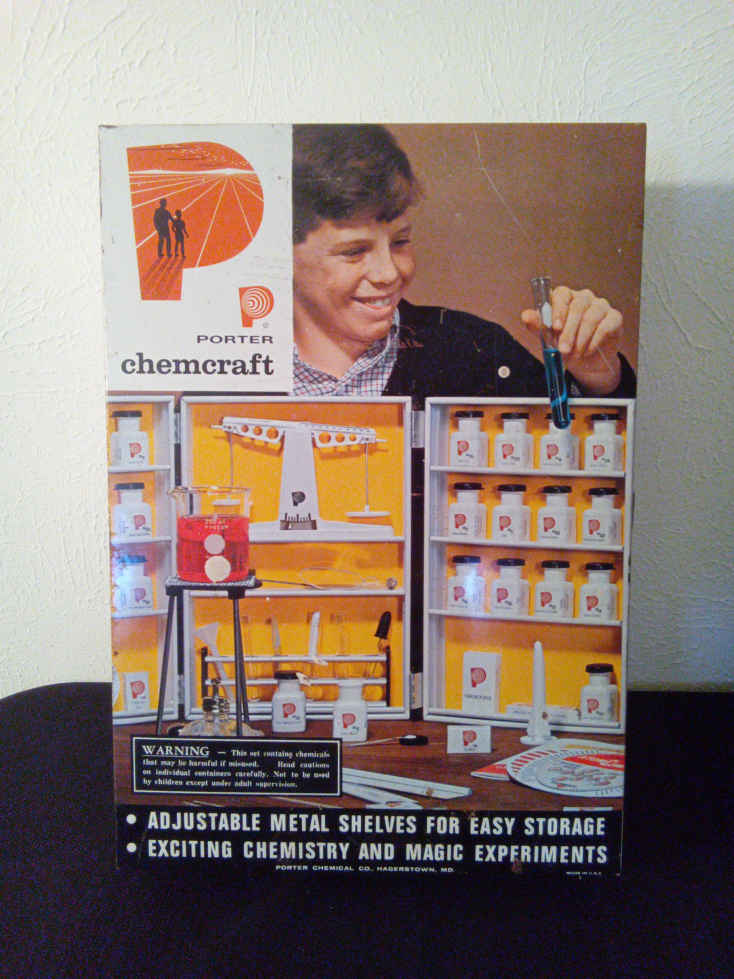 P
P
PORTER
chemcraft
WARNING — This set contains chemicals
that may be harmful if misused. Read cautions
on individual containers carefully. Not to be used
by children except under adult supervision.
● ADJUSTABLE METAL SHELVES FOR EASY STORAGE
● EXCITING CHEMISTRY AND MAGIC EXPERIMENTS
PORTER CHEMICAL CO., HAGERSTOWN, MD.
MADE IN U.S.A.